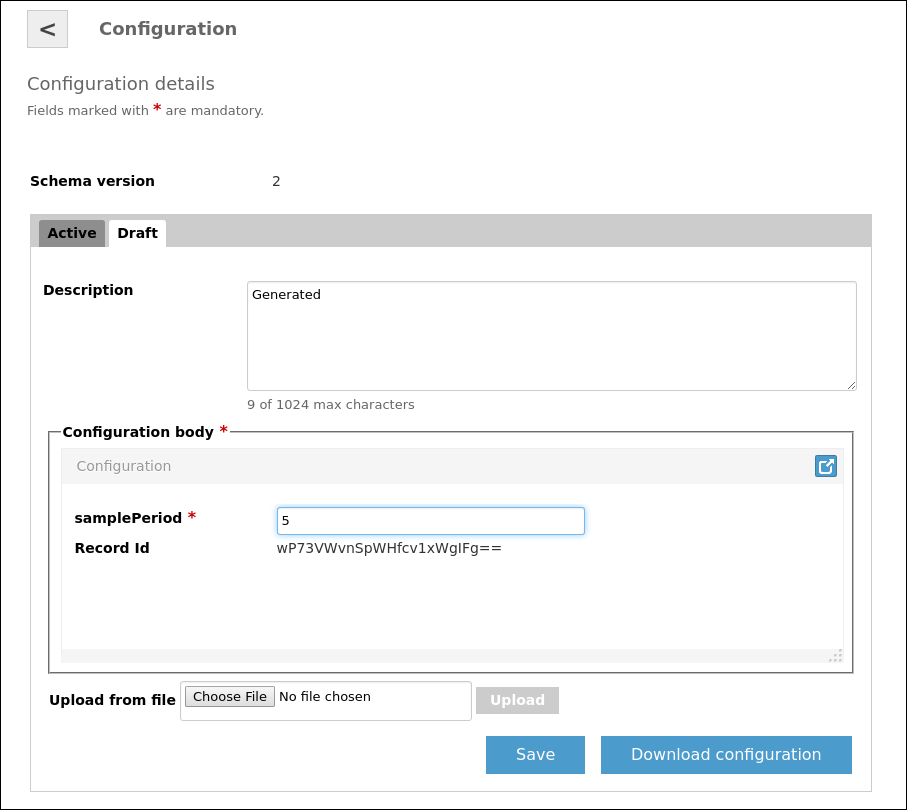 < Configuration
Configuration details
Fields marked with * are mandatory.
Schema version 2
Active Draft
Description Generated
9 of 1024 max characters
Configuration body *
Configuration
samplePeriod * 5
Record Id wP73VWvnSpWHfcv1xWgIFg==
Upload from file Choose File No file chosen Upload
Save Download configuration